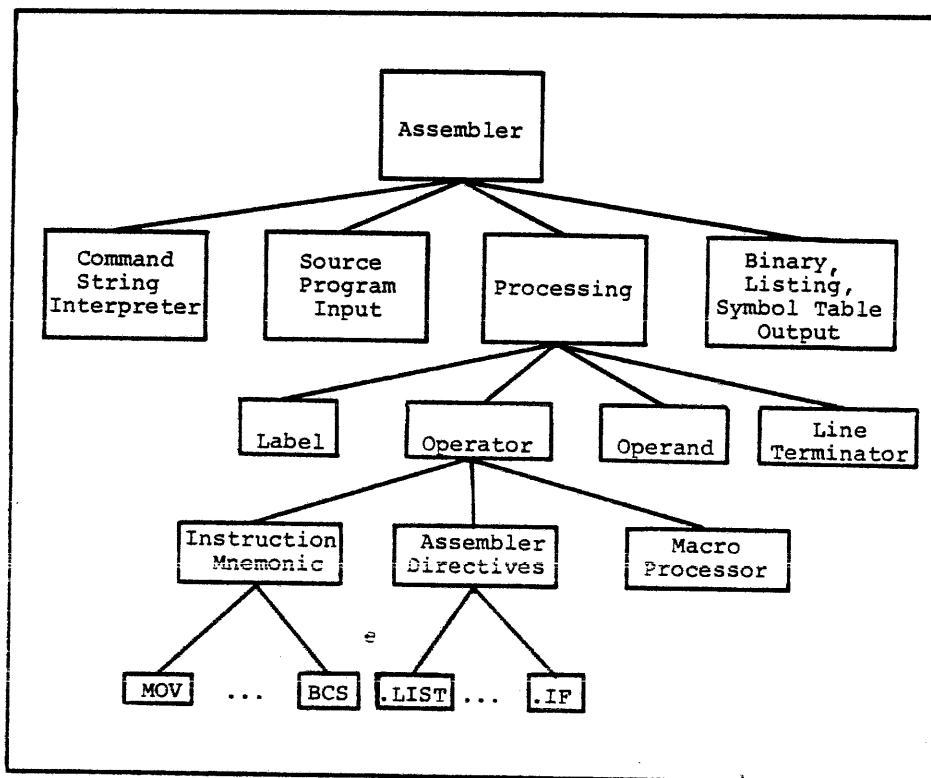 Assembler
Command
String
Interpreter
Source
Program
Input
Processing
Binary,
Listing,
Symbol Table
Output
Label
Operator
Operand
Line
Terminator
Instruction
Mnemonic
Assembler
Directives
Macro
Processor
e
MOV ... BCS .LIST ... .IF